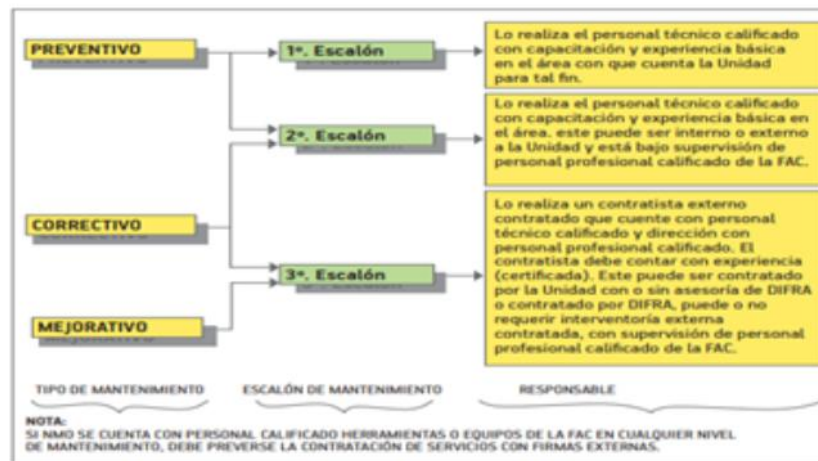 PREVENTIVO
1º. Escalón
Lo realiza el personal técnico calificado
con capacitación y experiencia básica
en el área con que cuenta la Unidad
para tal fin.
2º. Escalón
Lo realiza el personal técnico calificado
con capacitación y experiencia básica en
el área. este puede ser interno o externo
a la Unidad y está bajo supervisión de
personal profesional calificado de la FAC.
CORRECTIVO
3º. Escalón
Lo realiza un contratista externo
contratado que cuente con personal
técnico calificado y dirección con
personal profesional calificado. El
contratista debe contar con experiencia
(certificada). Este puede ser contratado
por la Unidad con o sin asesoría de DIFRA
o contratado por DIFRA, puede o no
requerir interventoría externa
contratada, con supervisión de personal
profesional calificado de la FAC.
MEJORATIVO
TIPO DE MANTENIMIENTO
ESCALÓN DE MANTENIMIENTO
RESPONSABLE
NOTA:
SI NMO SE CUENTA CON PERSONAL CALIFICADO HERRAMIENTAS O EQUIPOS DE LA FAC EN CUALQUIER NIVEL
DE MANTENIMIENTO, DEBE PREVERSE LA CONTRATACIÓN DE SERVICIOS CON FIRMAS EXTERNAS.